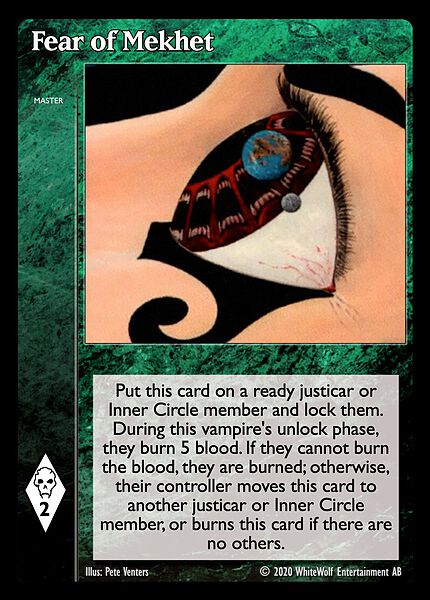 Fear of Mekhet
MASTER
Put this card on a ready justicar or
Inner Circle member and lock them.
During this vampire's unlock phase,
they burn 5 blood. If they cannot burn
the blood, they are burned; otherwise,
their controller moves this card to
another justicar or Inner Circle
member, or burns this card if there are
no others.
2
Illus: Pete Venters
© 2020 WhiteWolf Entertainment AB